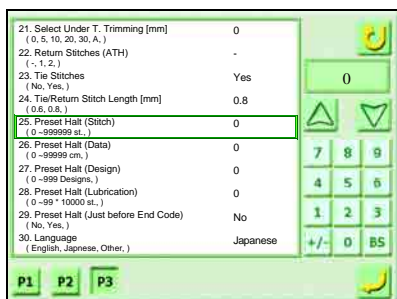 21. Select Under T. Trimming [mm] 0
( 0, 5, 10, 20, 30, A, )
22. Return Stitches (ATH) -
( -, 1, 2, )
23. Tie Stitches Yes
( No, Yes, )
24. Tie/Return Stitch Length [mm] 0.8
( 0.6, 0.8, )
25. Preset Halt (Stitch) 0
( 0 ~999999 st., )
26. Preset Halt (Data) 0
( 0 ~99999 cm, )
27. Preset Halt (Design) 0
( 0 ~999 Designs, )
28. Preset Halt (Lubrication) 0
( 0 ~99 * 10000 st., )
29. Preset Halt (Just before End Code) No
( No, Yes, )
30. Language Japanese
( English, Japnese, Other, )
0
7 8 9
4 5 6
1 2 3
+/- 0 BS
P1 P2 P3